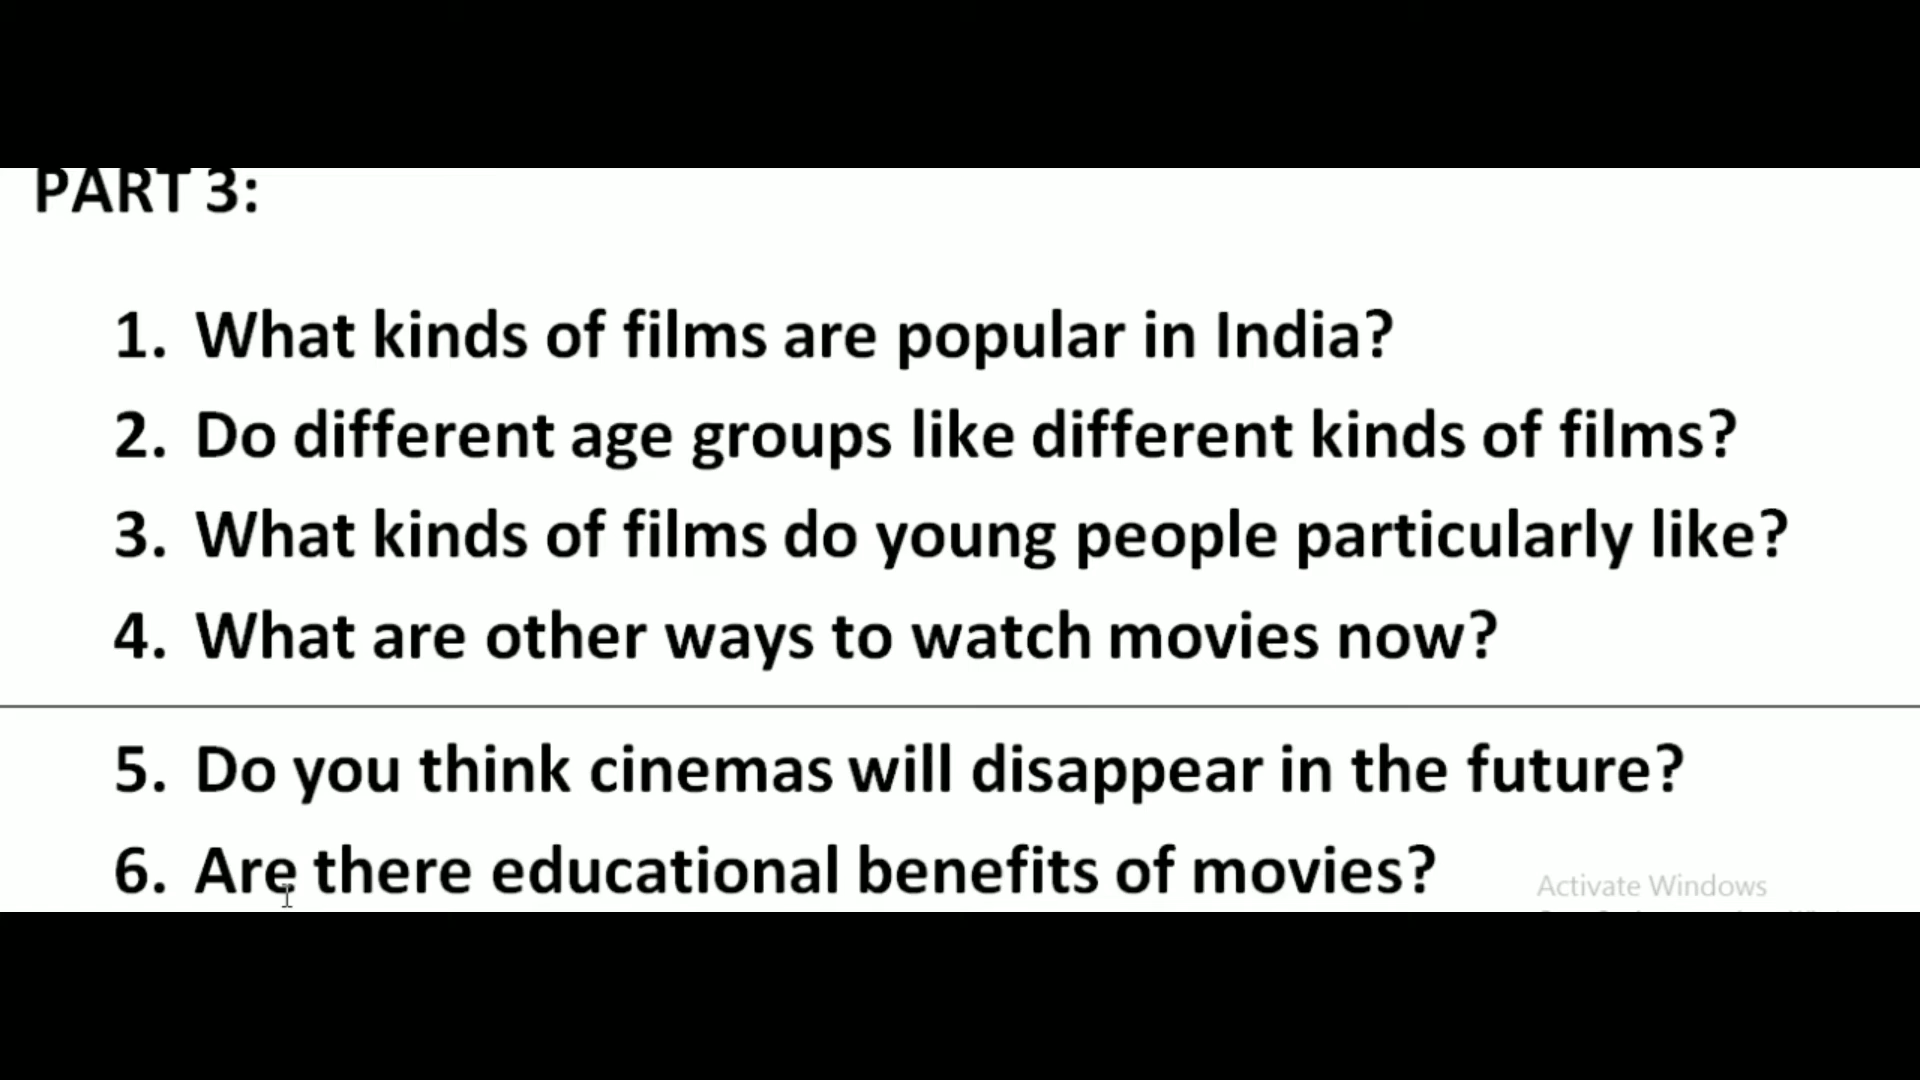 PART 3:
1. What kinds of films are popular in India?
2. Do different age groups like different kinds of films?
3. What kinds of films do young people particularly like?
4. What are other ways to watch movies now?
5. Do you think cinemas will disappear in the future?
6. Are there educational benefits of movies?
Activate Windows